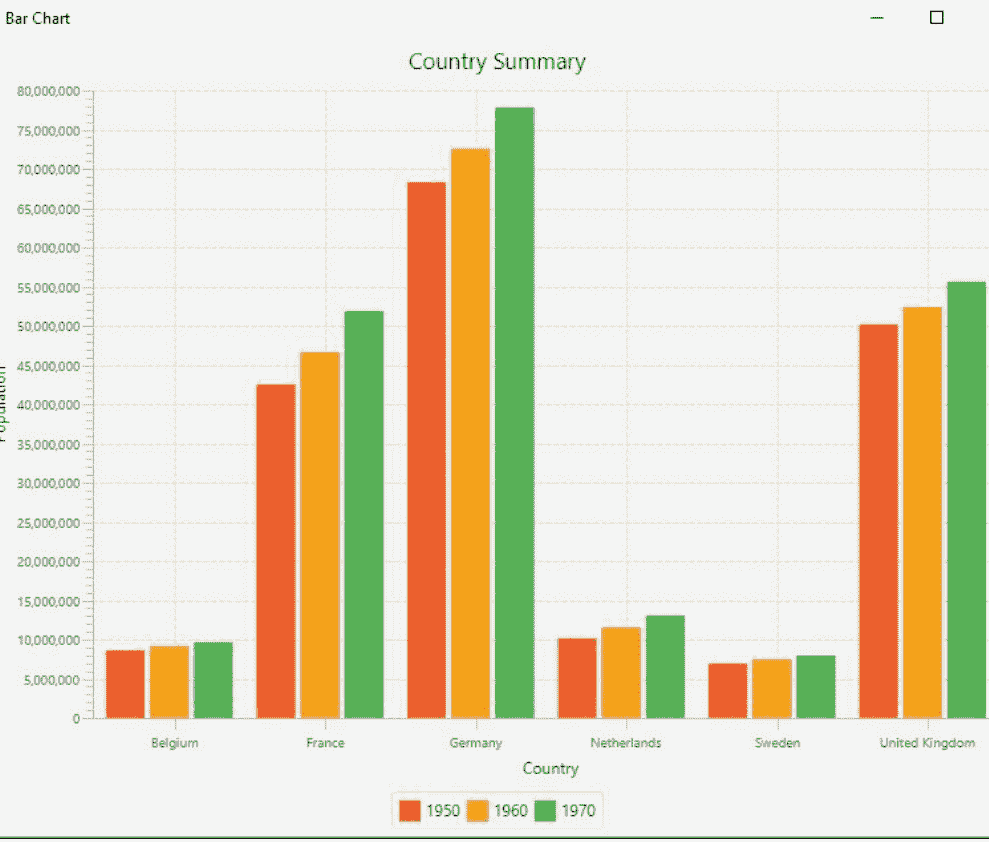 Bar Chart
Country Summary
80,000,000
75,000,000
70,000,000
65,000,000
60,000,000
55,000,000
50,000,000
45,000,000
40,000,000
35,000,000
30,000,000
25,000,000
20,000,000
15,000,000
10,000,000
5,000,000
0
Population
Belgium France Germany Netherlands Sweden United Kingdom
Country
1950 1960 1970